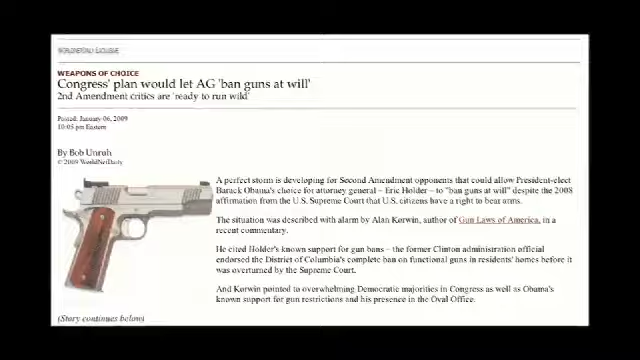 WORLDNETDAILY EXCLUSIVE
WEAPONS OF CHOICE
Congress' plan would let AG 'ban guns at will'
2nd Amendment critics are 'ready to run wild'
Posted: January 06, 2009
10:05 pm Eastern
By Bob Unruh
© 2009 WorldNetDaily
A perfect storm is developing for Second Amendment opponents that could allow President-elect
Barack Obama's choice for attorney general – Eric Holder – to "ban guns at will" despite the 2008
affirmation from the U.S. Supreme Court that U.S. citizens have a right to bear arms.
The situation was described with alarm by Alan Korwin, author of Gun Laws of America, in a
recent commentary.
He cited Holder's known support for gun bans – the former Clinton administration official
endorsed the District of Columbia's complete ban on functional guns in residents' homes before it
was overturned by the Supreme Court.
And Korwin pointed to overwhelming Democratic majorities in Congress as well as Obama's
known support for gun restrictions and his presence in the Oval Office.
(Story continues below)